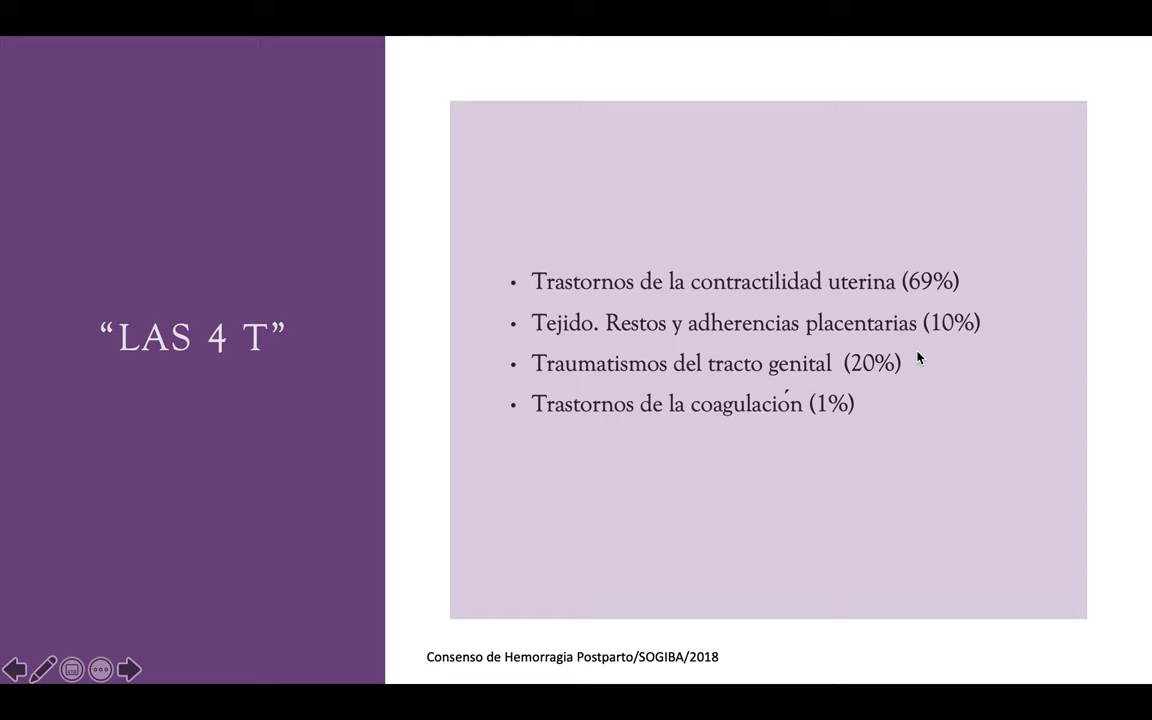 “LAS 4 T”
• Trastornos de la contractilidad uterina (69%)
• Tejido. Restos y adherencias placentarias (10%)
• Traumatismos del tracto genital (20%)
• Trastornos de la coagulación (1%)
Consenso de Hemorragia Postparto/SOGIBA/2018